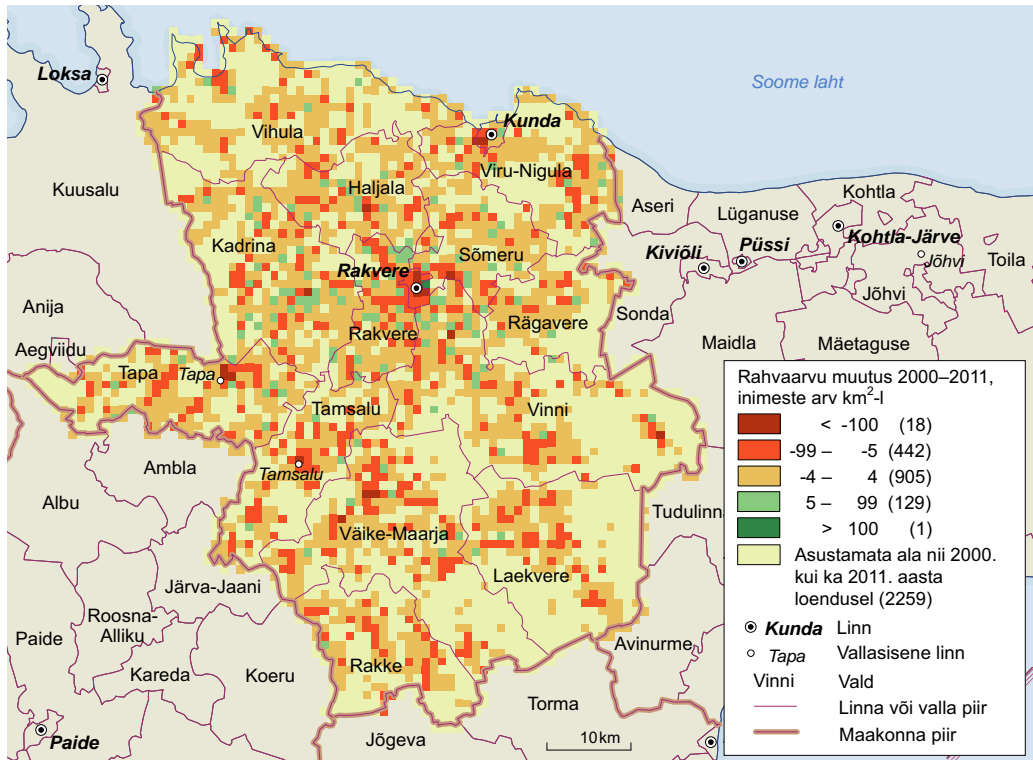 Loksa
Soome laht
Kunda
Vihula
Viru-Nigula
Kuusalu
Haljala
Aseri
Kohtla
Lüganuse
Kadrina
Sõmeru
Kiviõli
Püssi
Kohtla-Järve
Jõhvi
Toila
Rakvere
Jõhvi
Anija
Sonda
Rakvere
Rägavere
Maidla
Mäetaguse
Aegviidu
Tapa
Tapa
Tamsalu
Vinni
Ambla
Tamsalu
Albu
Tudulinna
Väike-Maarja
Laekvere
Järva-Jaani
Roosna-
Alliku
Paide
Avinurme
Kareda
Koeru
Rakke
Torma
Paide
Jõgeva
10 km
Rahvaarvu muutus 2000–2011,
inimeste arv km²-l
< -100 (18)
-99 – -5 (442)
-4 – 4 (905)
5 – 99 (129)
> 100 (1)
Asustamata ala nii 2000.
kui ka 2011. aasta
loendusel (2259)
Kunda Linn
Tapa Vallasisene linn
Vinni Vald
Linna või valla piir
Maakonna piir